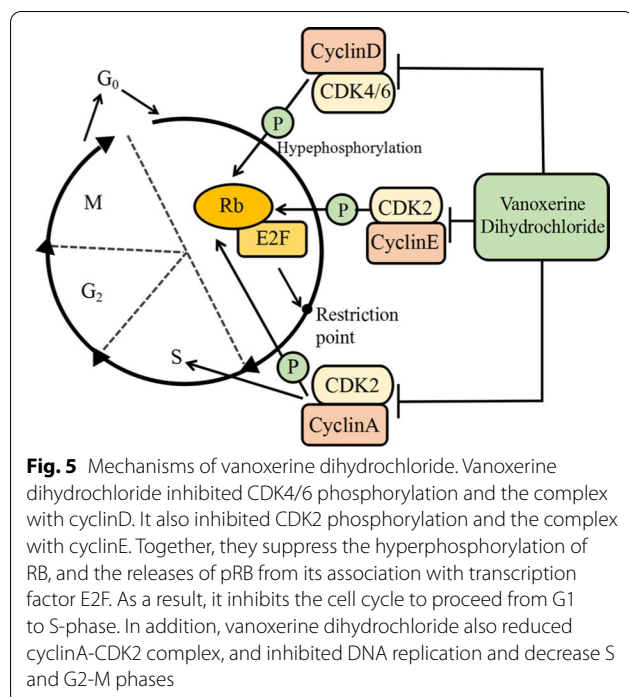 CyclinD
CDK4/6
G0
P
Hypephosphorylation
M
Rb
P
CDK2
Vanoxerine
Dihydrochloride
E2F
CyclinE
G2
Restriction
point
S
P
CDK2
CyclinA
Fig. 5 Mechanisms of vanoxerine dihydrochloride. Vanoxerine
dihydrochloride inhibited CDK4/6 phosphorylation and the complex
with cyclinD. It also inhibited CDK2 phosphorylation and the complex
with cyclinE. Together, they suppress the hyperphosphorylation of
RB, and the releases of pRB from its association with transcription
factor E2F. As a result, it inhibits the cell cycle to proceed from G1
to S-phase. In addition, vanoxerine dihydrochloride also reduced
cyclinA-CDK2 complex, and inhibited DNA replication and decrease S
and G2-M phases